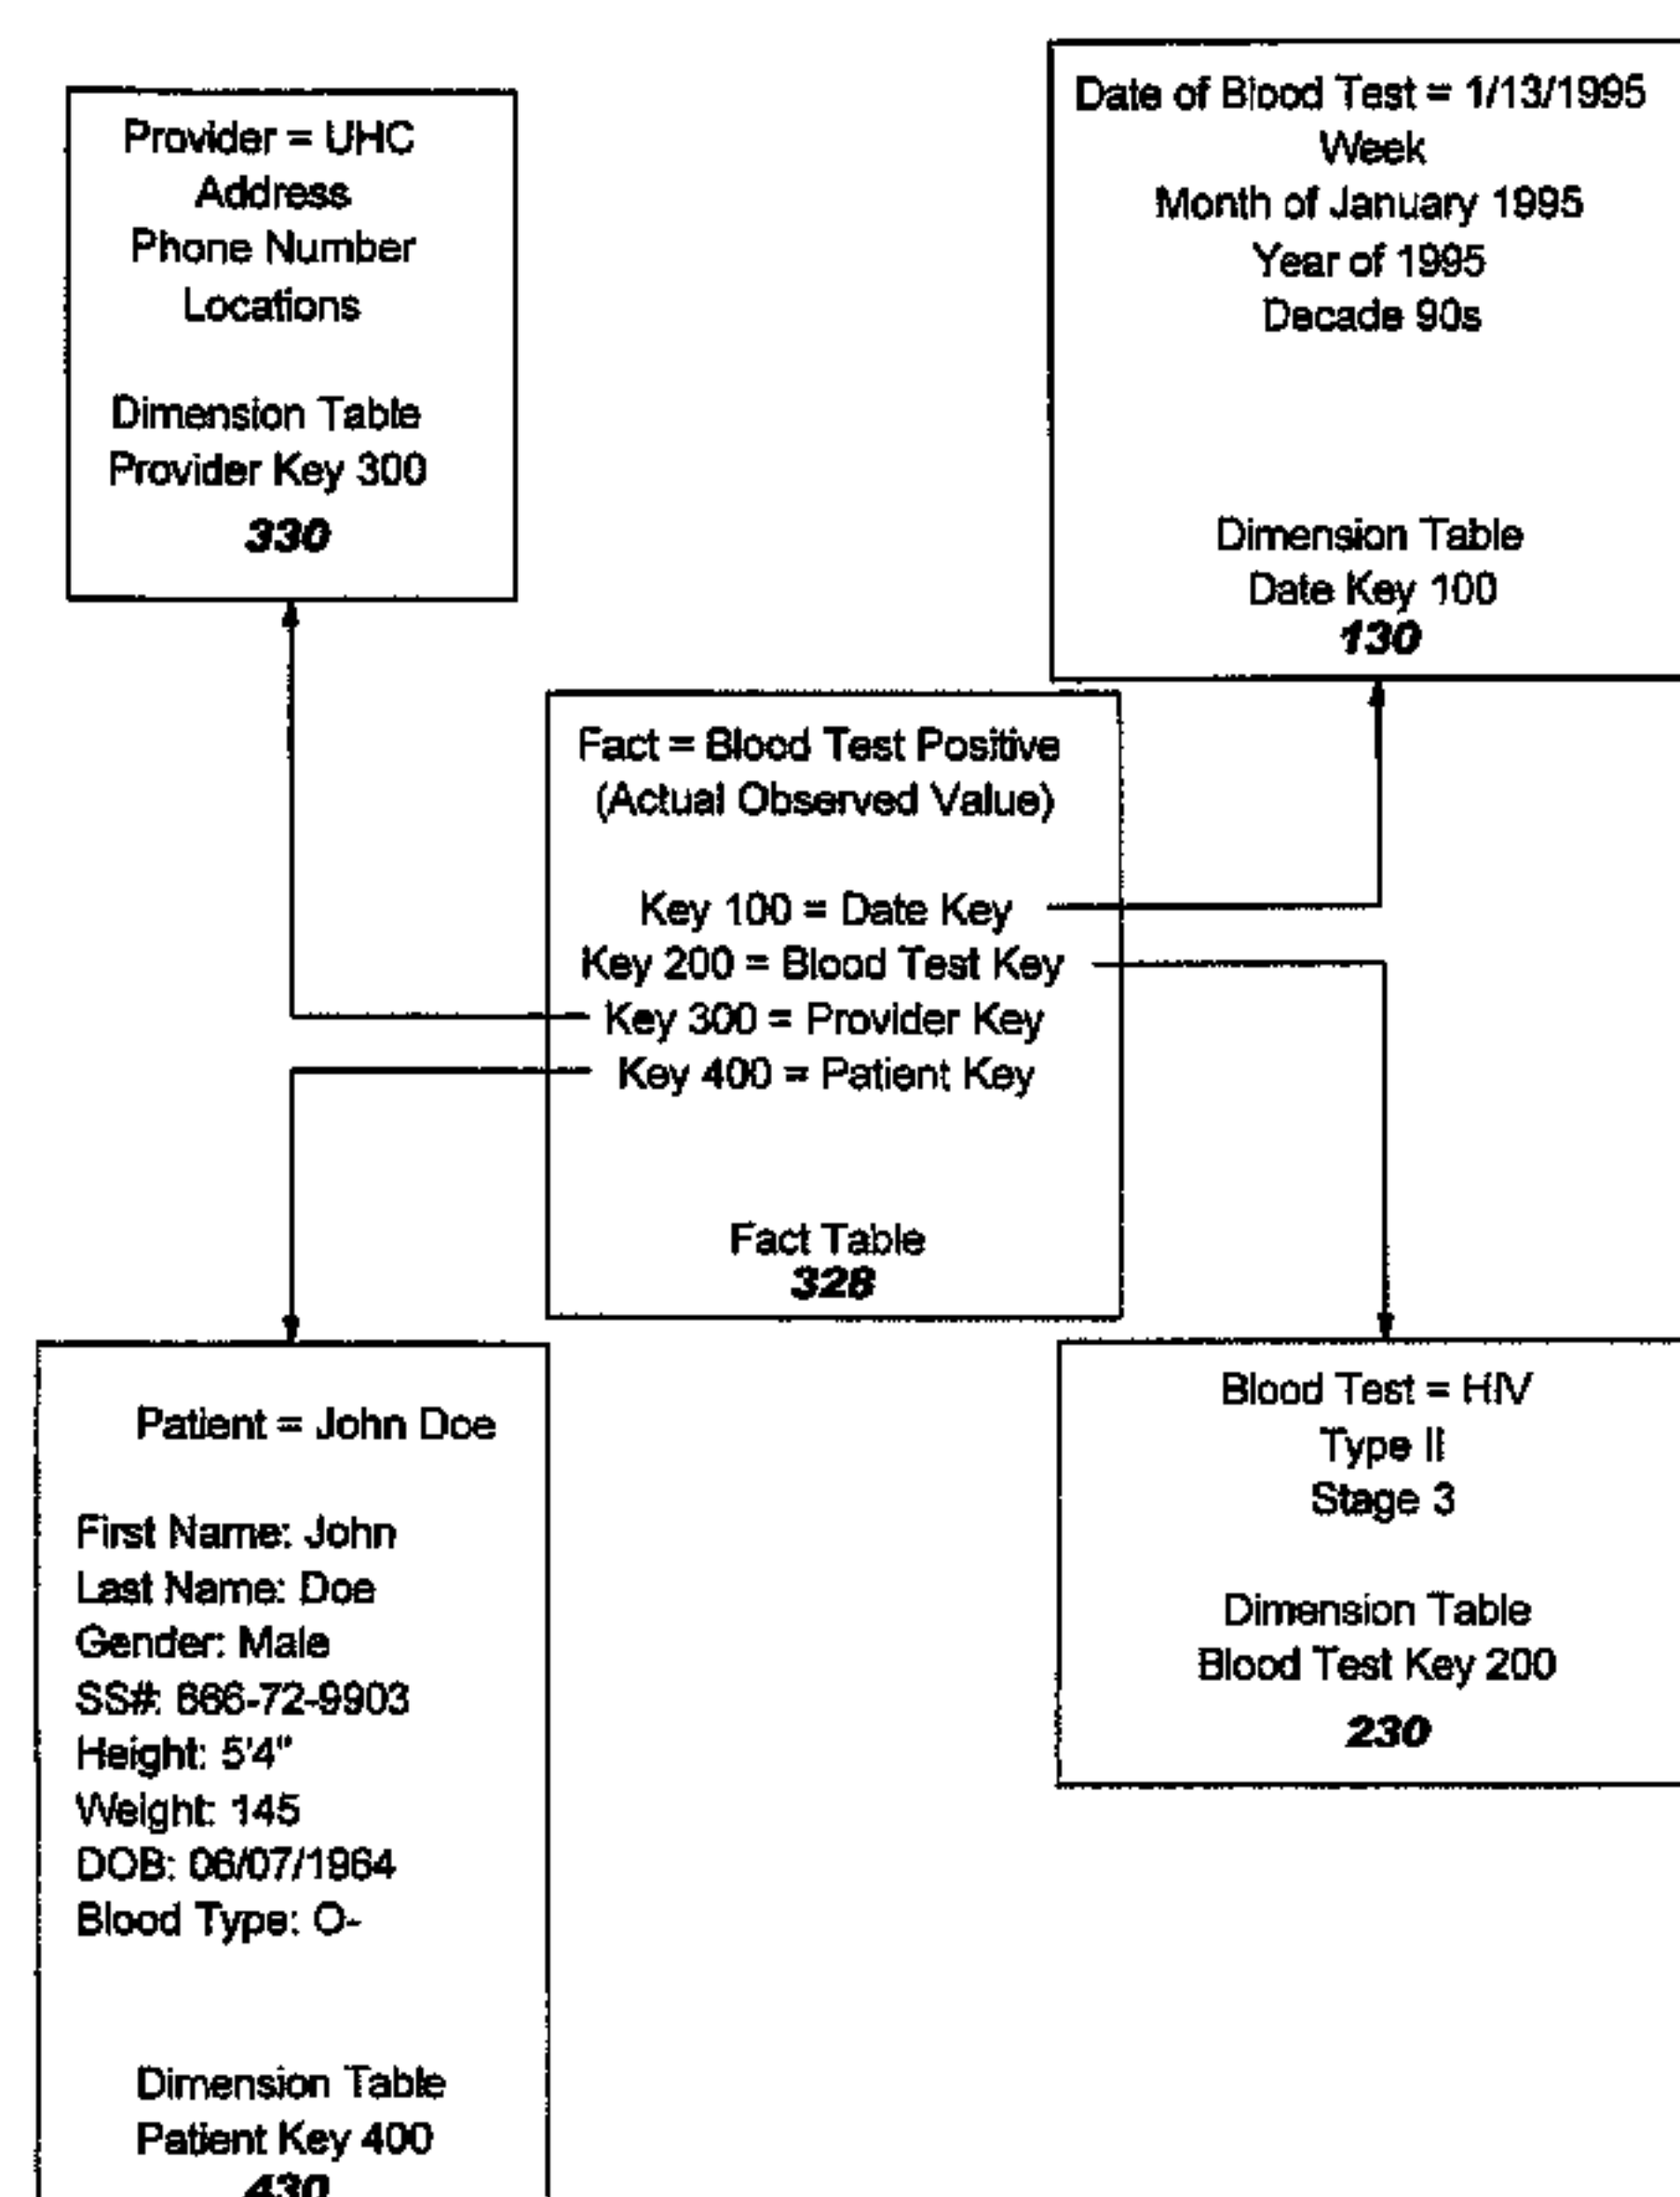 Provider = UHC
Address
Phone Number
Locations
Dimension Table
Provider Key 300
330
Date of Blood Test = 1/13/1995
Week
Month of January 1995
Year of 1995
Decade 90s
Dimension Table
Date Key 100
130
Fact = Blood Test Positive
(Actual Observed Value)
Key 100 = Date Key
Key 200 = Blood Test Key
Key 300 = Provider Key
Key 400 = Patient Key
Fact Table
328
Patient = John Doe
First Name: John
Last Name: Doe
Gender: Male
SS#: 666-72-9903
Height: 5'4"
Weight: 145
DOB: 06/07/1964
Blood Type: O-
Dimension Table
Patient Key 400
430
Blood Test = HIV
Type II
Stage 3
Dimension Table
Blood Test Key 200
230